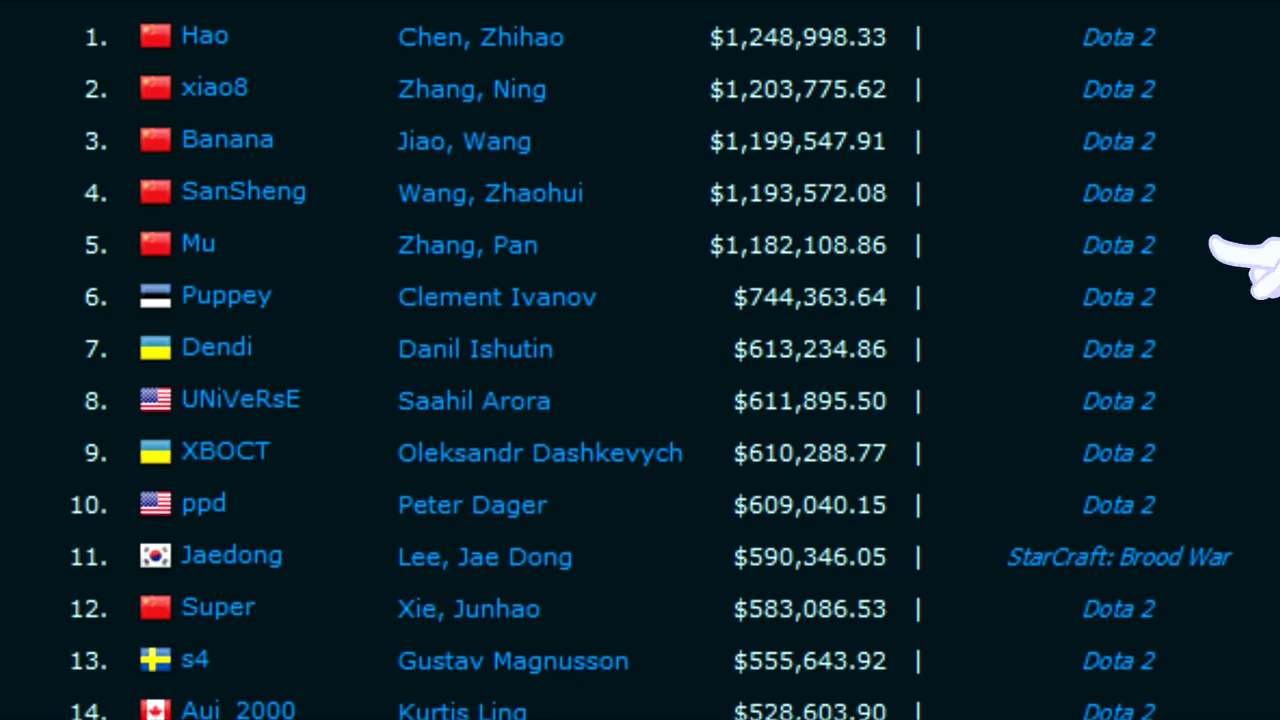 1. Hao Chen, Zhihao $1,248,998.33 | Dota 2
2. xiao8 Zhang, Ning $1,203,775.62 | Dota 2
3. Banana Jiao, Wang $1,199,547.91 | Dota 2
4. SanSheng Wang, Zhaohui $1,193,572.08 | Dota 2
5. Mu Zhang, Pan $1,182,108.86 | Dota 2
6. Puppey Clement Ivanov $744,363.64 | Dota 2
7. Dendi Danil Ishutin $613,234.86 | Dota 2
8. UNiVeRsE Saahil Arora $611,895.50 | Dota 2
9. XBOCT Oleksandr Dashkevych $610,288.77 | Dota 2
10. ppd Peter Dager $609,040.15 | Dota 2
11. Jaedong Lee, Jae Dong $590,346.05 | StarCraft: Brood War
12. Super Xie, Junhao $583,086.53 | Dota 2
13. s4 Gustav Magnusson $555,643.92 | Dota 2
14. Aui_2000 Kurtis Ling $528,603.90 | Dota 2